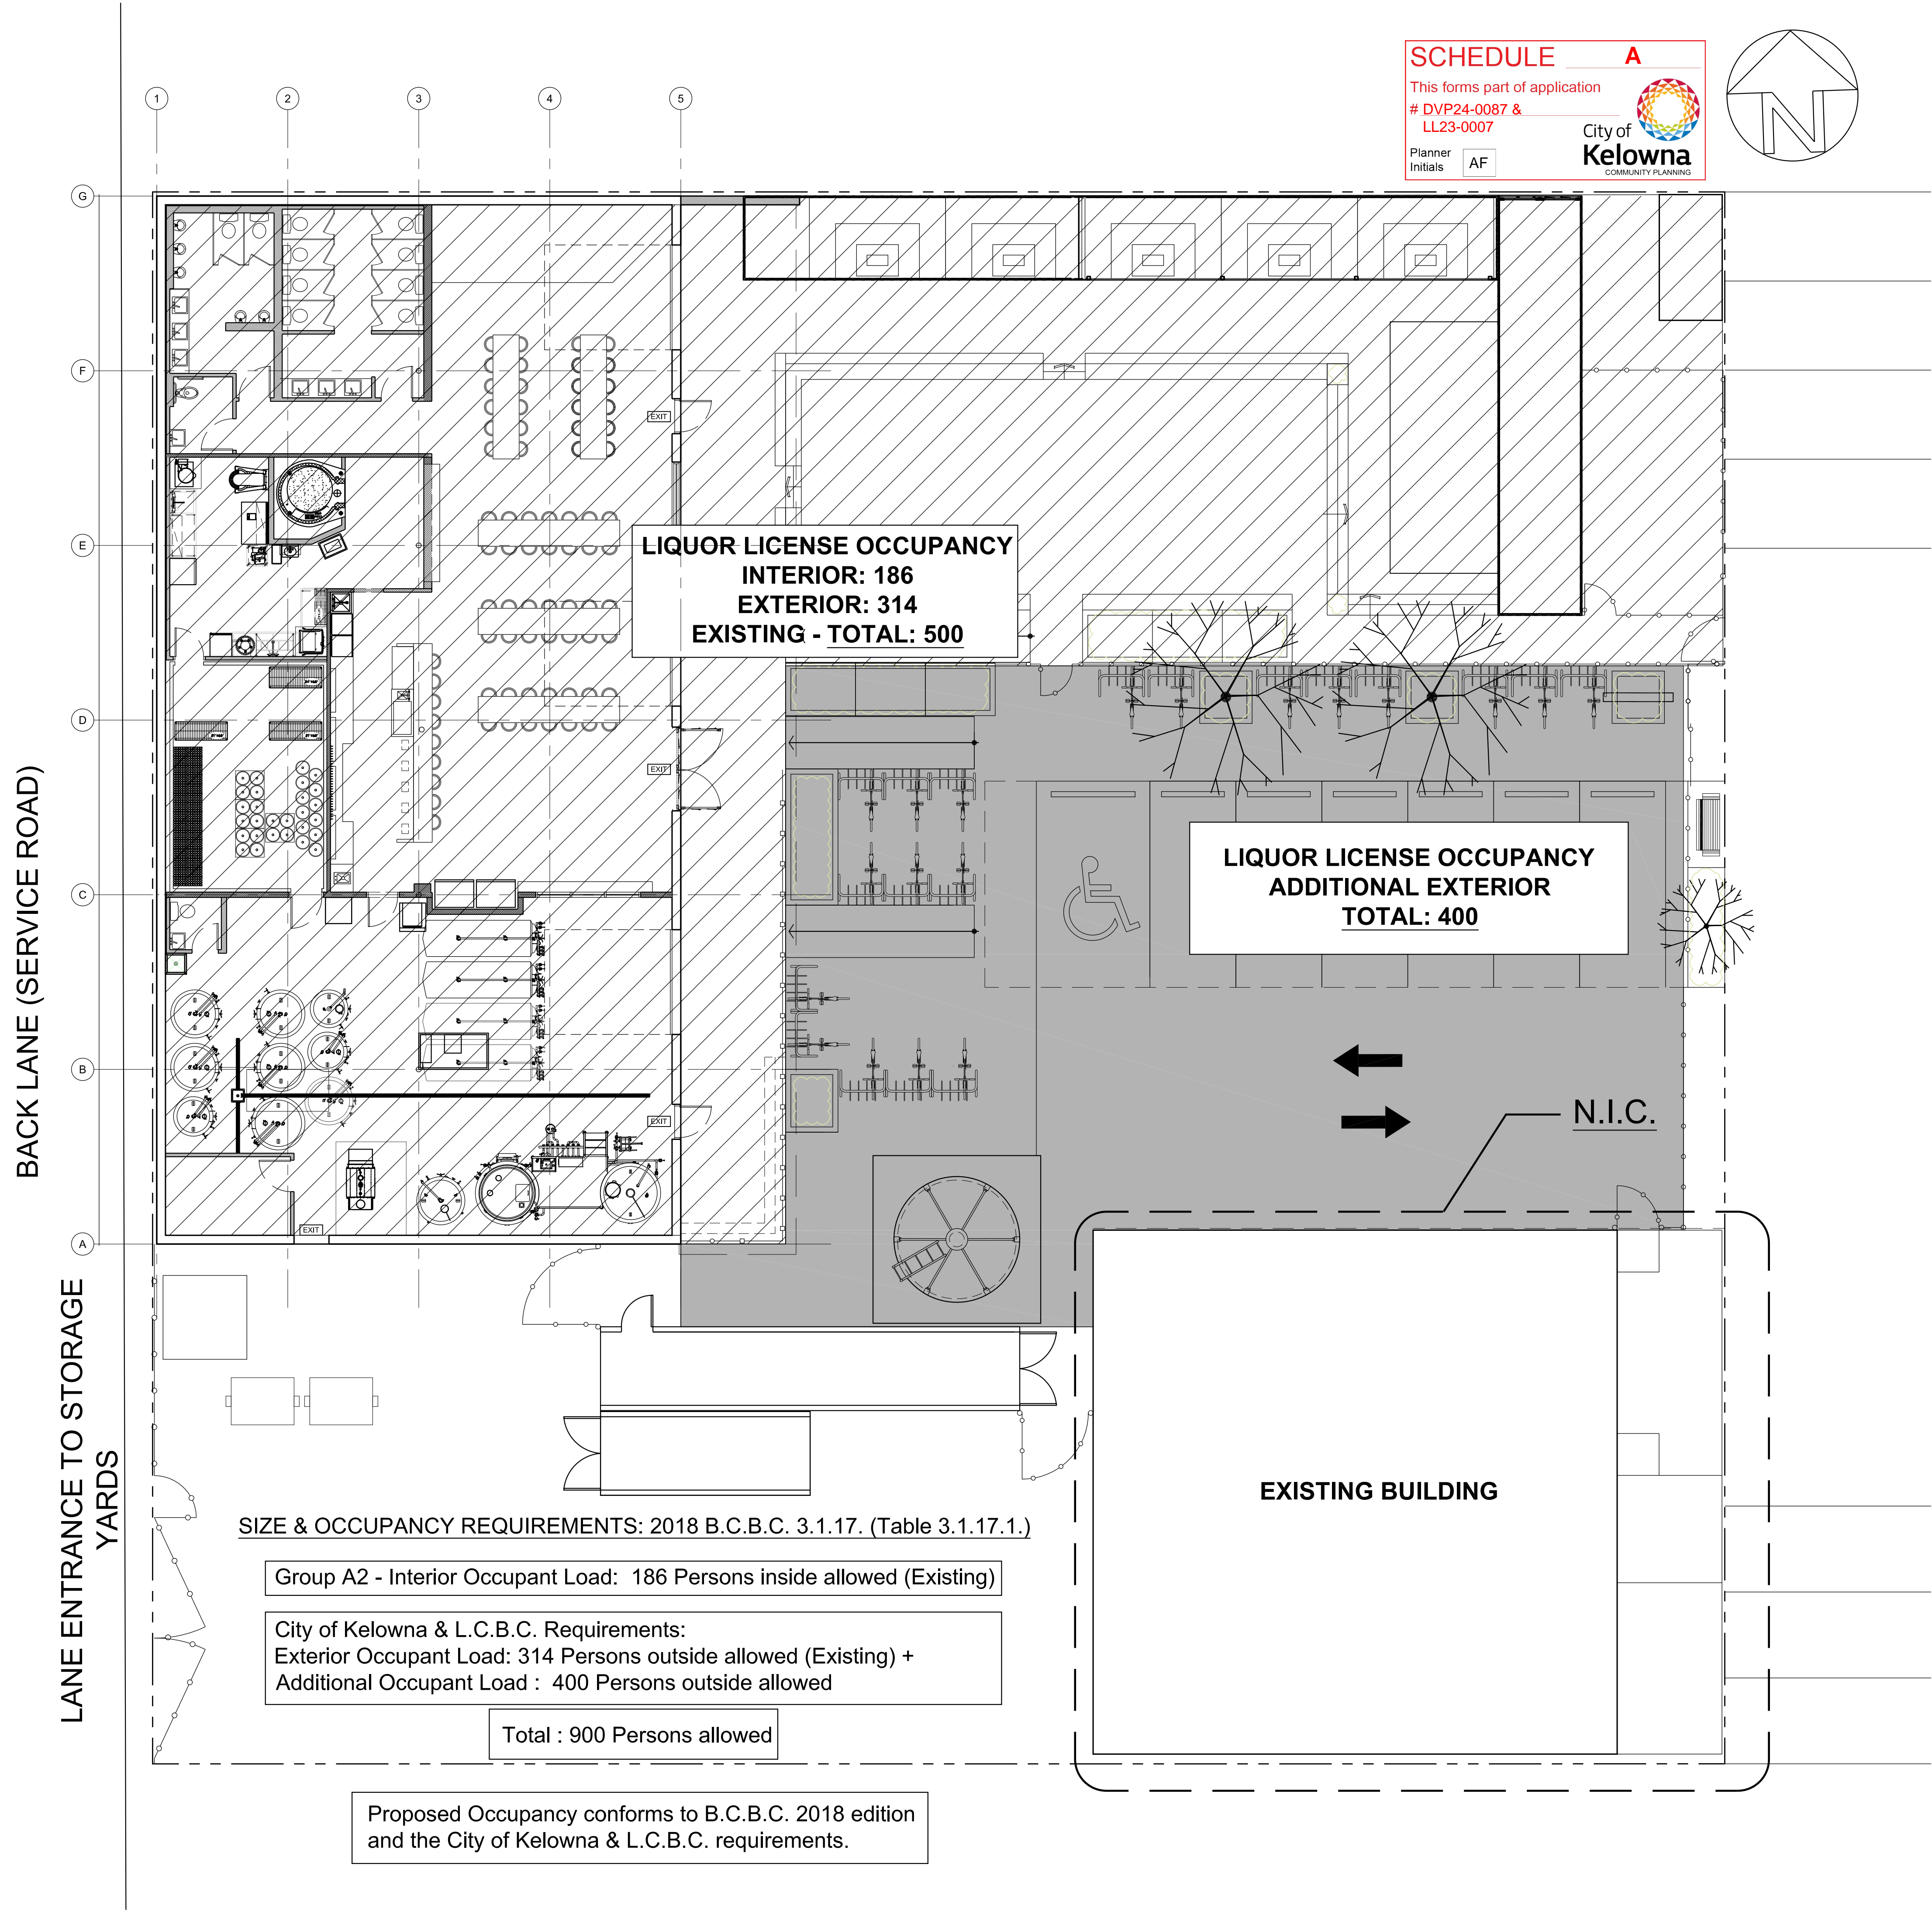 SCHEDULE A
This forms part of application
# DVP24-0087 &
LL23-0007
City of
Kelowna
COMMUNITY PLANNING
Planner
Initials
AF
N
1
2
3
4
5
G
F
E
D
C
B
A
EXIT
EXIT
EXIT
EXIT
LIQUOR LICENSE OCCUPANCY
INTERIOR: 186
EXTERIOR: 314
EXISTING - TOTAL: 500
LIQUOR LICENSE OCCUPANCY
ADDITIONAL EXTERIOR
TOTAL: 400
N.I.C.
BACK LANE (SERVICE ROAD)
LANE ENTRANCE TO STORAGE
YARDS
EXISTING BUILDING
SIZE & OCCUPANCY REQUIREMENTS: 2018 B.C.B.C. 3.1.17. (Table 3.1.17.1.)
Group A2 - Interior Occupant Load: 186 Persons inside allowed (Existing)
City of Kelowna & L.C.B.C. Requirements:
Exterior Occupant Load: 314 Persons outside allowed (Existing) +
Additional Occupant Load : 400 Persons outside allowed
Total : 900 Persons allowed
Proposed Occupancy conforms to B.C.B.C. 2018 edition
and the City of Kelowna & L.C.B.C. requirements.